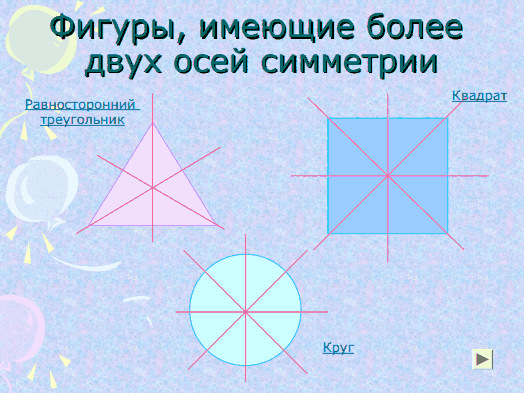 Фигуры, имеющие более
двух осей симметрии
Равносторонний
треугольник
Квадрат
Круг